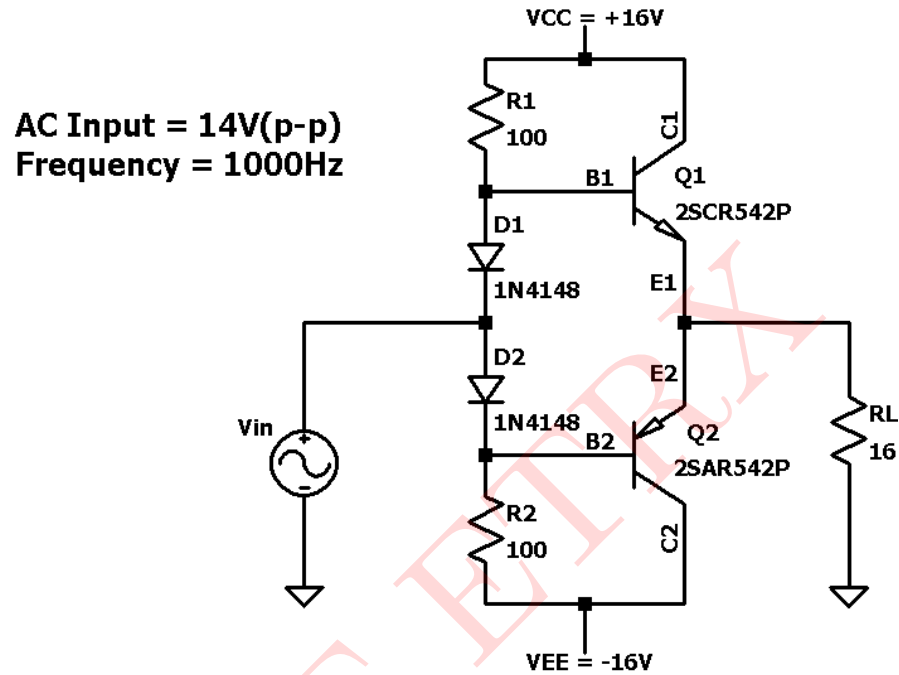 VCC = +16V
AC Input = 14V(p-p)
Frequency = 1000Hz
R1
100
C1
B1
Q1
2SCR542P
D1
1N4148
E1
D2
1N4148
E2
Vin
B2
Q2
2SAR542P
RL
16
R2
100
C2
VEE = -16V
ETRX